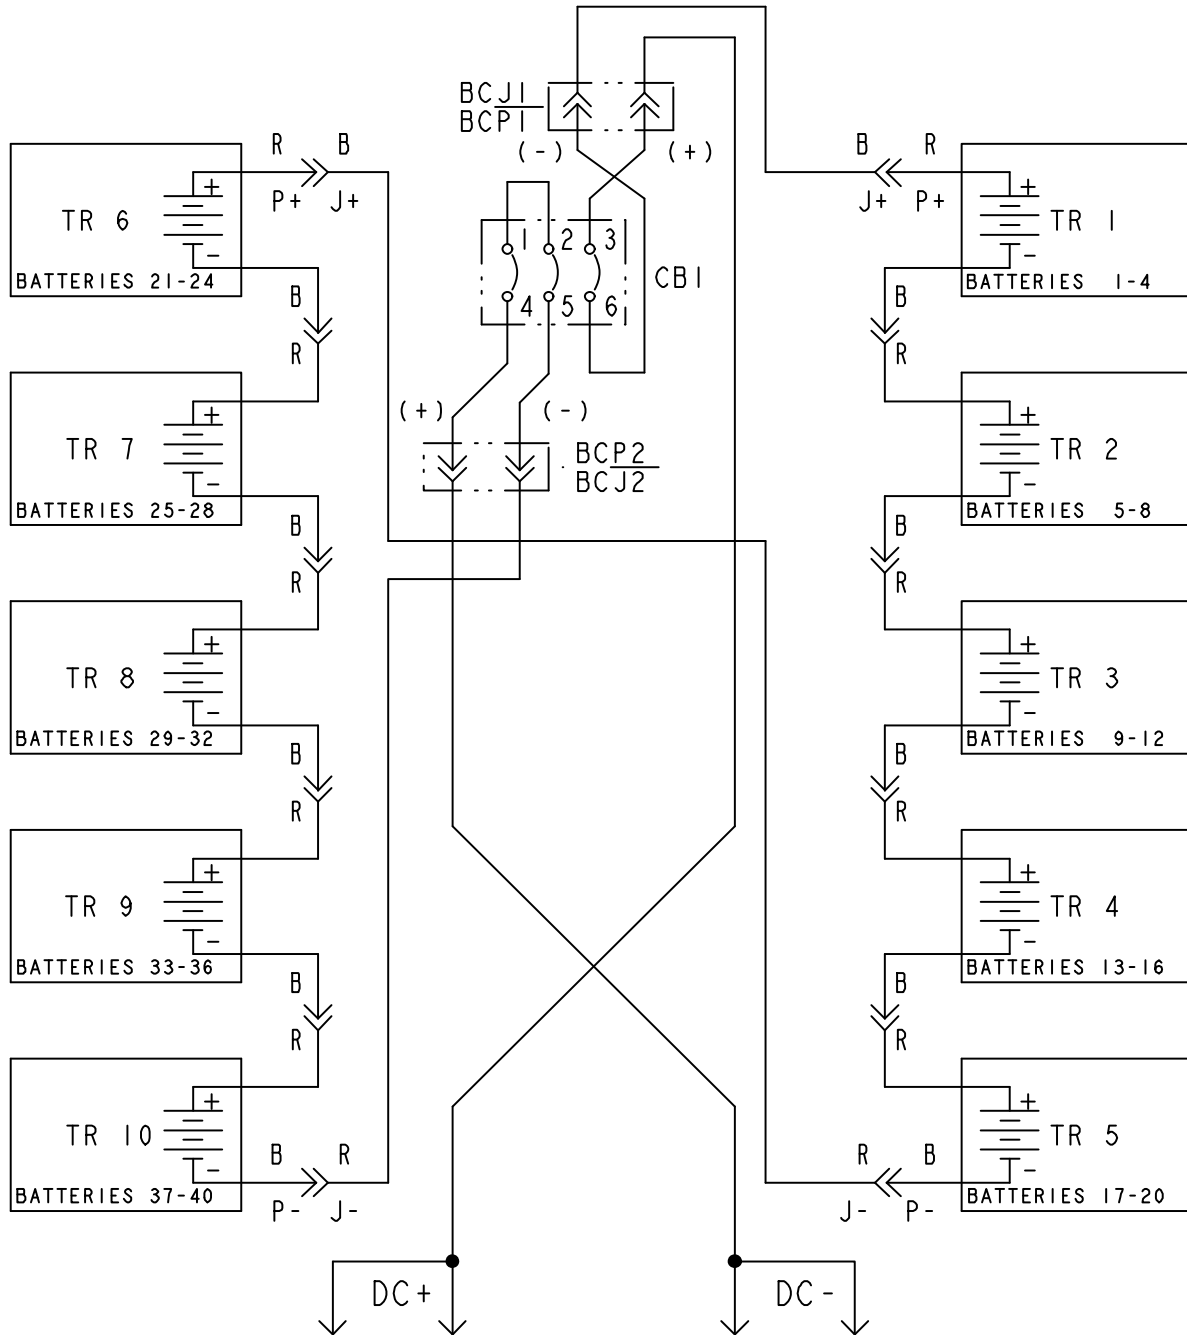 BCJ1
BCP1
(-) (+)
R B
P+ J+
B R
J+ P+
TR 6
+
-
BATTERIES 21-24
1 2 3
4 5 6
CB1
TR 1
+
-
BATTERIES 1-4
B
R
B
R
(+) (-)
BCP2
BCJ2
TR 7
+
-
BATTERIES 25-28
TR 2
+
-
BATTERIES 5-8
B
R
B
R
TR 8
+
-
BATTERIES 29-32
TR 3
+
-
BATTERIES 9-12
B
R
B
R
TR 9
+
-
BATTERIES 33-36
TR 4
+
-
BATTERIES 13-16
B
R
B
R
TR 10
+
-
BATTERIES 37-40
B R
P- J-
TR 5
+
-
BATTERIES 17-20
R B
J- P-
DC+
DC-